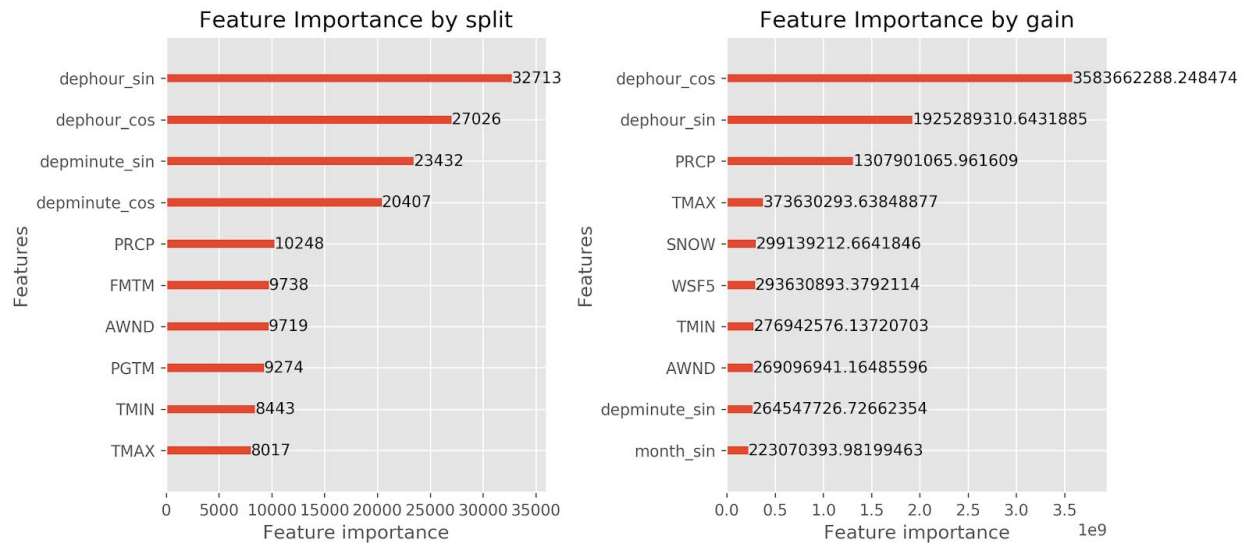 Feature Importance by split
Features
dephour_sin 32713
dephour_cos 27026
depminute_sin 23432
depminute_cos 20407
PRCP 10248
FMTM 9738
AWND 9719
PGTM 9274
TMIN 8443
TMAX 8017
0 5000 10000 15000 20000 25000 30000 35000
Feature importance
Feature Importance by gain
Features
dephour_cos 3583662288.248474
dephour_sin 1925289310.6431885
PRCP 1307901065.961609
TMAX 373630293.63848877
SNOW 299139212.6641846
WSF5 293630893.3792114
TMIN 276942576.13720703
AWND 269096941.16485596
depminute_sin 264547726.72662354
month_sin 223070393.98199463
0.0 0.5 1.0 1.5 2.0 2.5 3.0 3.5
Feature importance 1e9